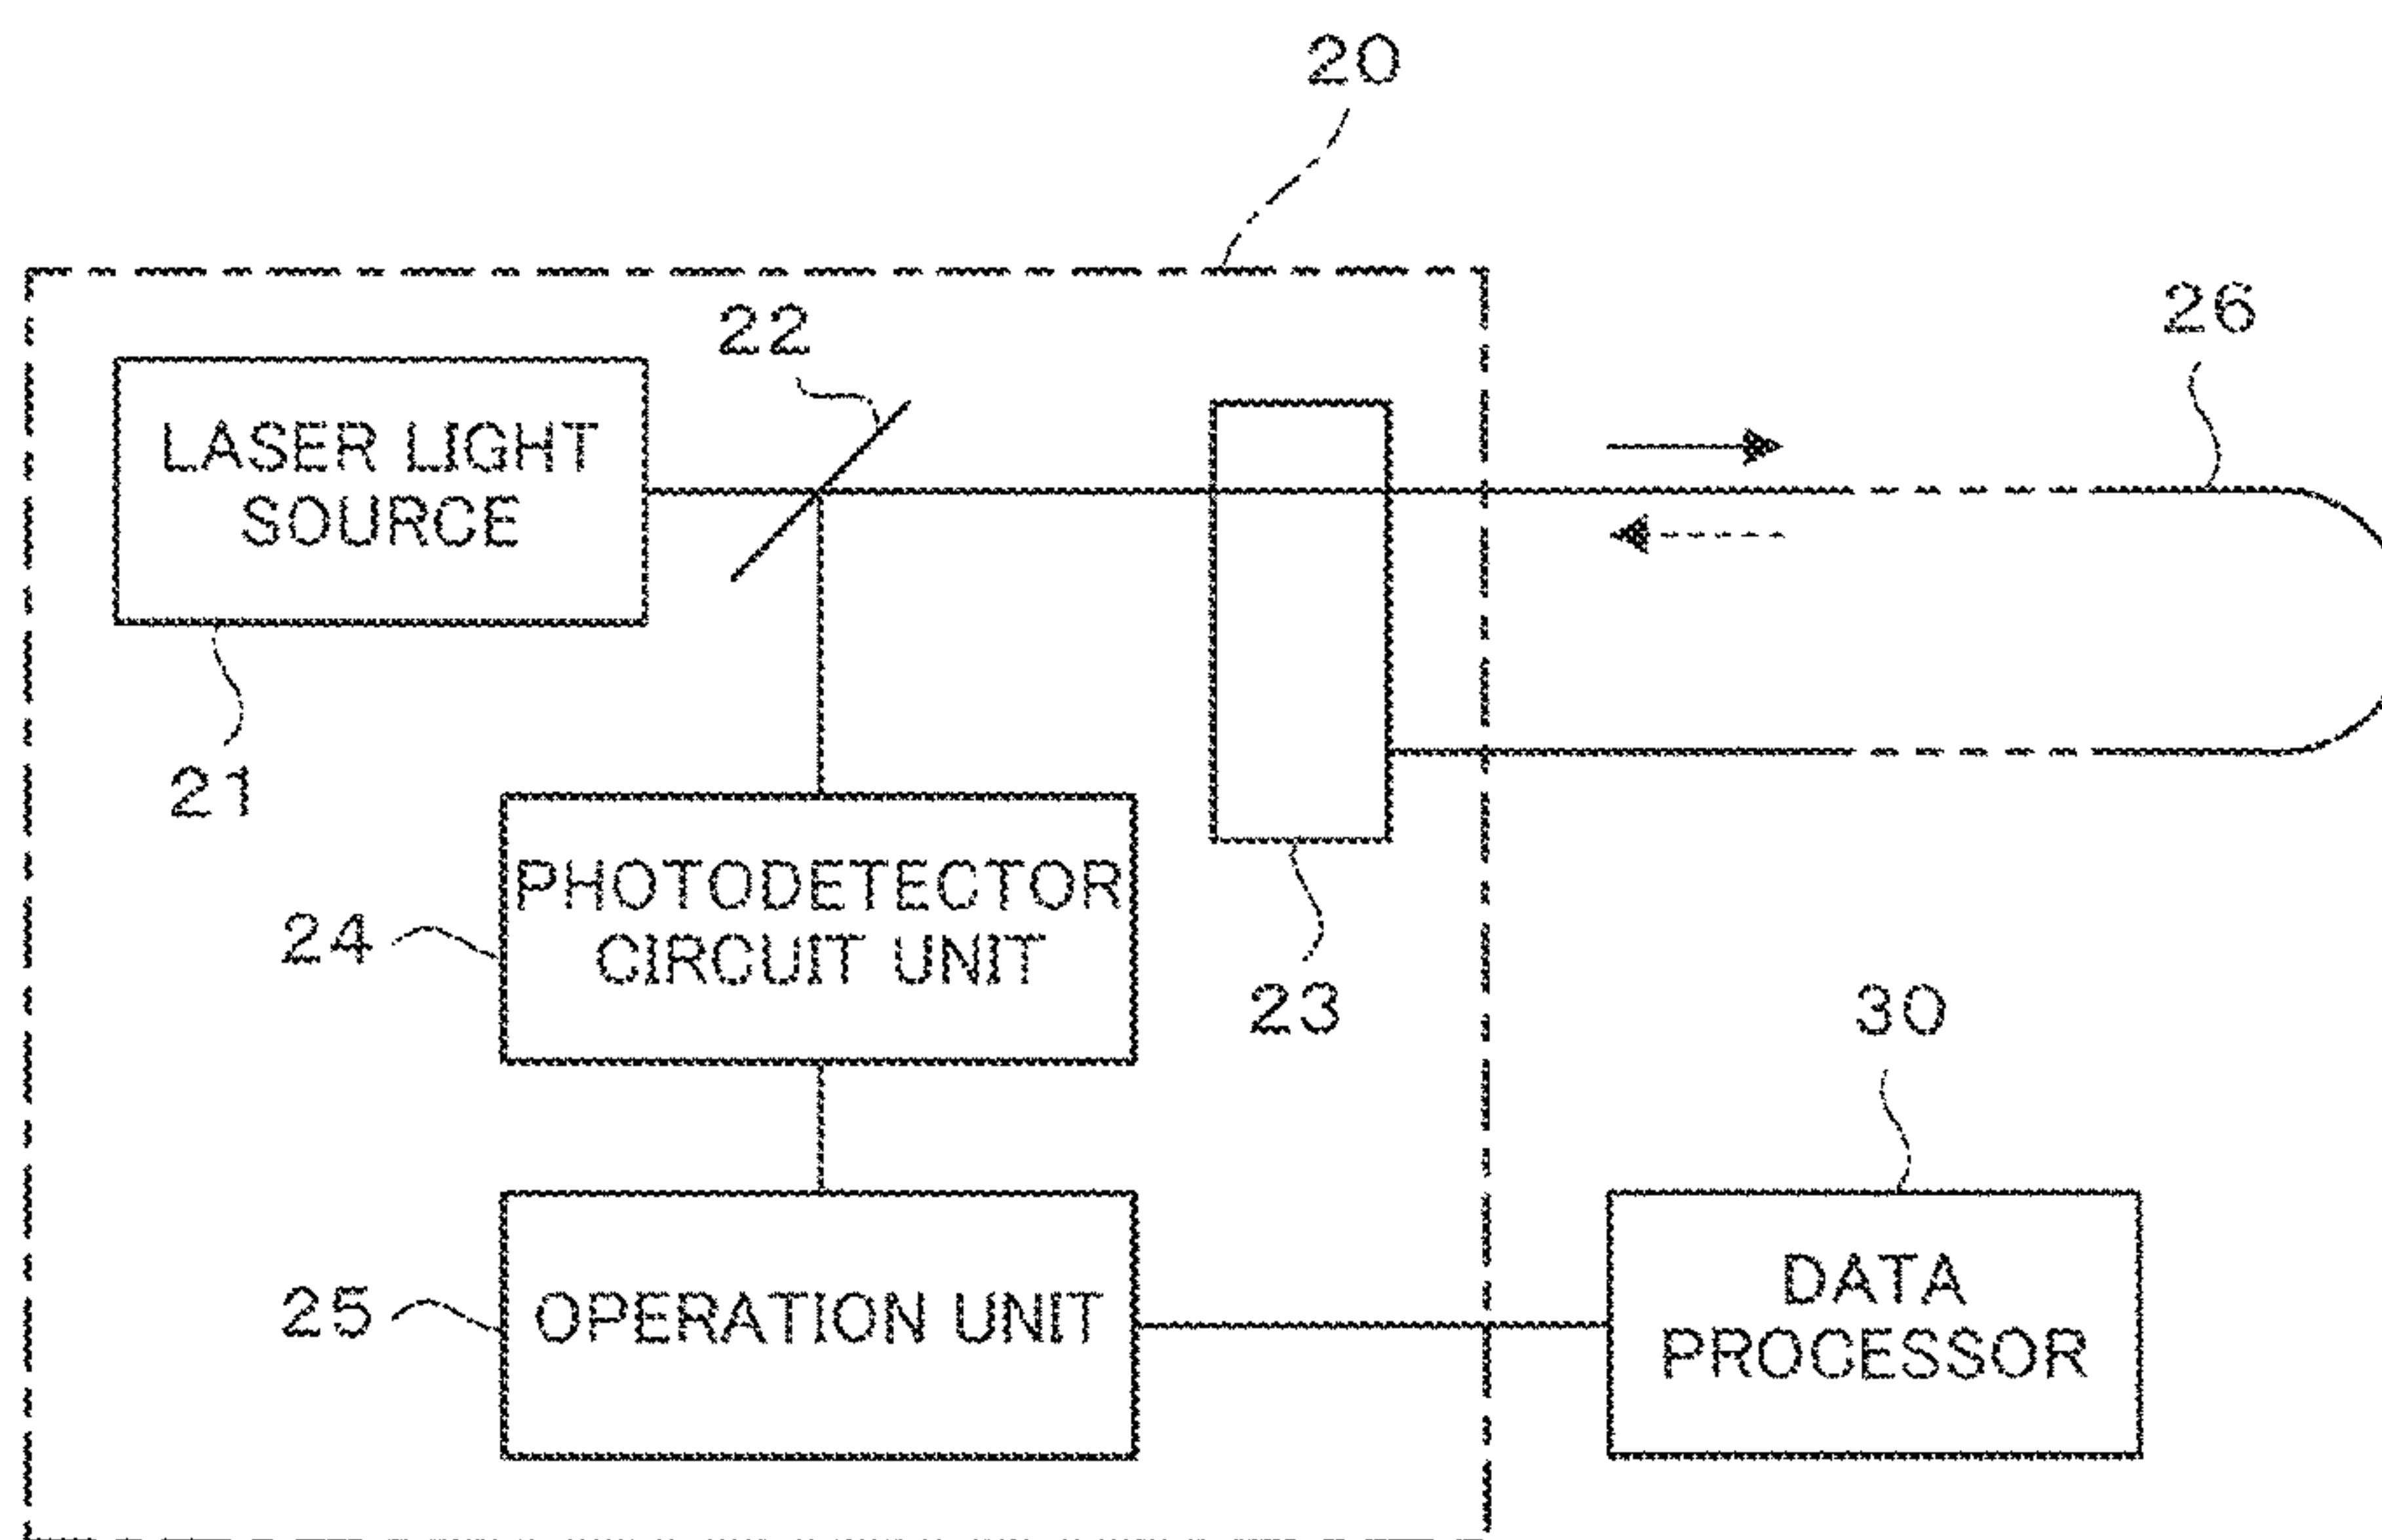 20
22
26
LASER LIGHT
SOURCE
21
PHOTODETECTOR
CIRCUIT UNIT
24
23
30
25
OPERATION UNIT
DATA
PROCESSOR